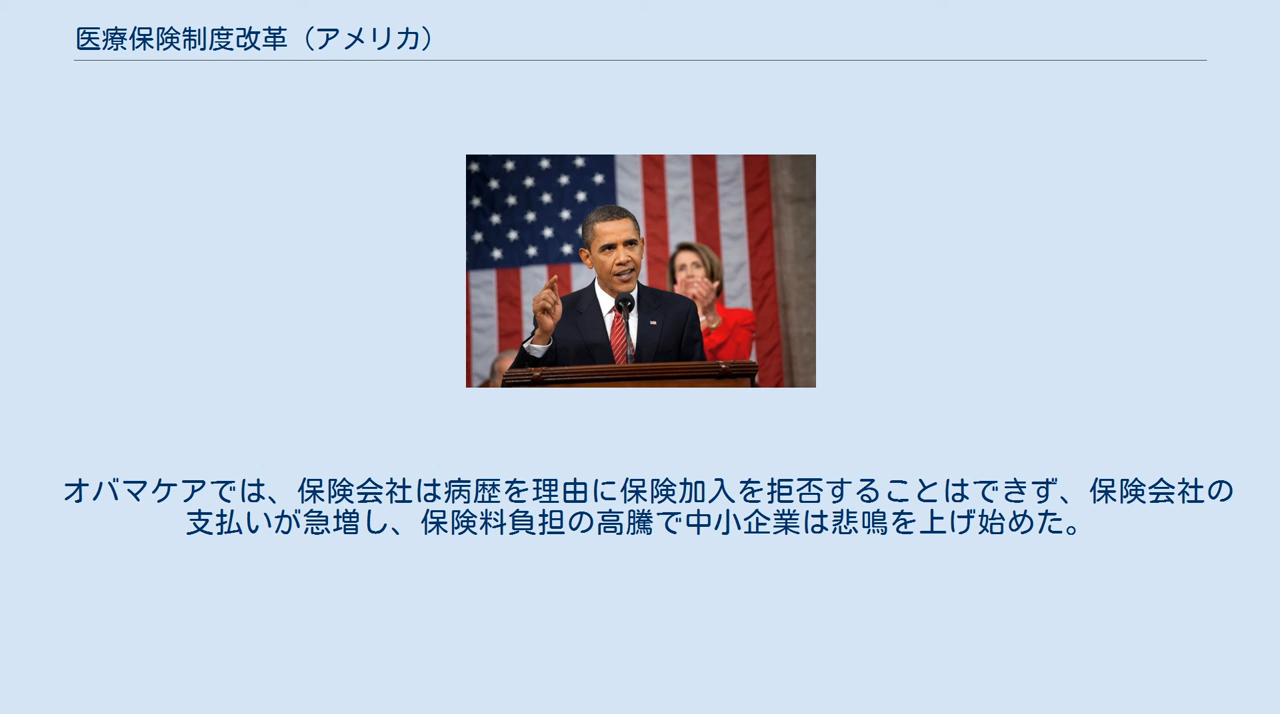 医療保険制度改革（アメリカ）
オバマケアでは、保険会社は病歴を理由に保険加入を拒否することはできず、保険会社の
支払いが急増し、保険料負担の高騰で中小企業は悲鳴を上げ始めた。